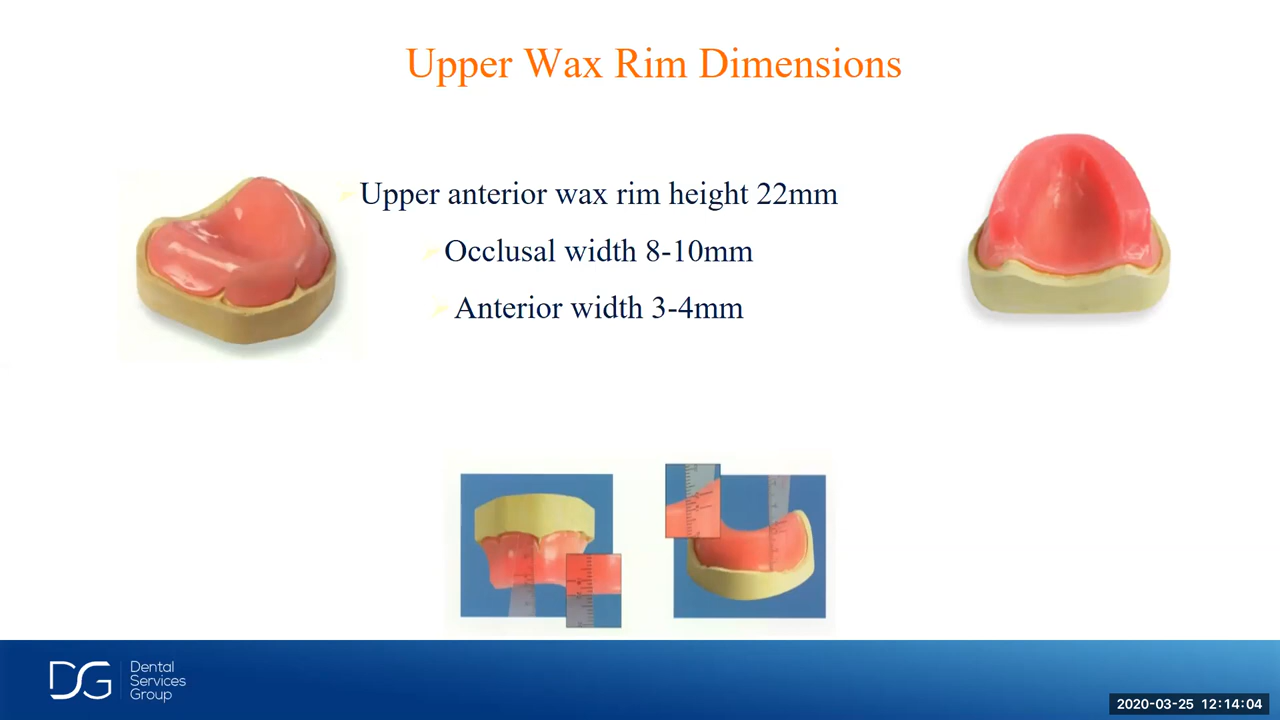 Upper Wax Rim Dimensions
Upper anterior wax rim height 22mm
Occlusal width 8-10mm
Anterior width 3-4mm
DG
Dental
Services
Group
2020-03-25 12:14:04